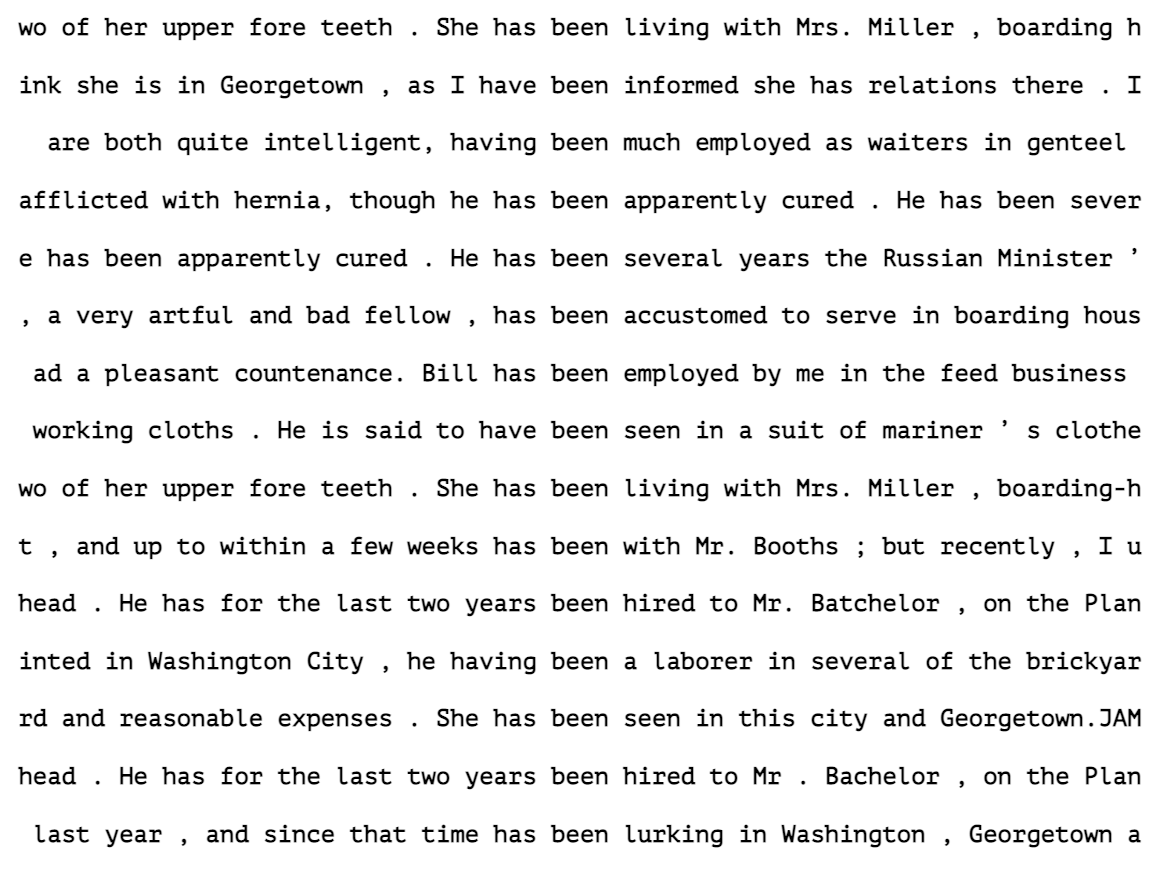 wo of her upper fore teeth . She has been living with Mrs. Miller , boarding h
ink she is in Georgetown , as I have been informed she has relations there . I
are both quite intelligent, having been much employed as waiters in genteel
afflicted with hernia, though he has been apparently cured . He has been sever
e has been apparently cured . He has been several years the Russian Minister ’
, a very artful and bad fellow , has been accustomed to serve in boarding hous
ad a pleasant countenance. Bill has been employed by me in the feed business
working cloths . He is said to have been seen in a suit of mariner ’ s clothe
wo of her upper fore teeth . She has been living with Mrs. Miller , boarding-h
t , and up to within a few weeks has been with Mr. Booths ; but recently , I u
head . He has for the last two years been hired to Mr. Batchelor , on the Plan
inted in Washington City , he having been a laborer in several of the brickyar
rd and reasonable expenses . She has been seen in this city and Georgetown.JAM
head . He has for the last two years been hired to Mr . Bachelor , on the Plan
last year , and since that time has been lurking in Washington , Georgetown a